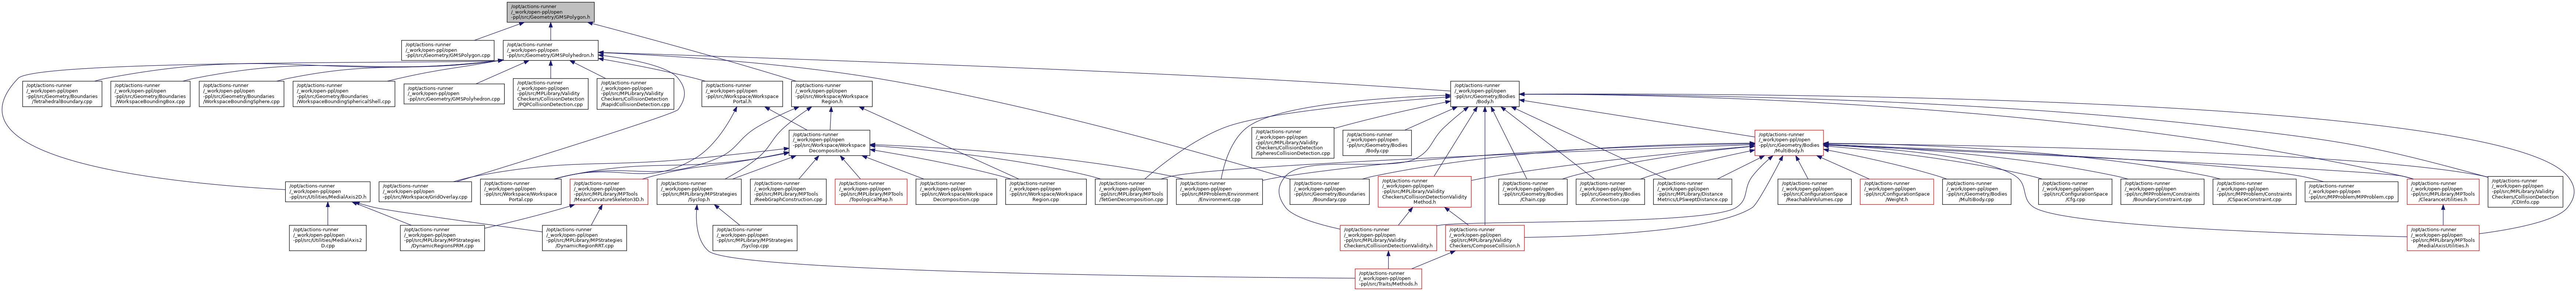 /opt/actions-runner
/_work/open-ppl/open
-ppl/src/Geometry/GMSPolygon.h
/opt/actions-runner
/_work/open-ppl/open
-ppl/src/Geometry/GMSPolygon.cpp
/opt/actions-runner
/_work/open-ppl/open
-ppl/src/Geometry/GMSPolyhedron.h
/opt/actions-runner
/_work/open-ppl/open
-ppl/src/Geometry/Boundaries
/TetrahedralBoundary.cpp
/opt/actions-runner
/_work/open-ppl/open
-ppl/src/Geometry/Boundaries
/WorkspaceBoundingBox.cpp
/opt/actions-runner
/_work/open-ppl/open
-ppl/src/Geometry/Boundaries
/WorkspaceBoundingSphere.cpp
/opt/actions-runner
/_work/open-ppl/open
-ppl/src/Geometry/Boundaries
/WorkspaceBoundingSphericalShell.cpp
/opt/actions-runner
/_work/open-ppl/open
-ppl/src/Geometry/GMSPolyhedron.cpp
/opt/actions-runner
/_work/open-ppl/open
-ppl/src/MPLibrary/Validity
Checkers/CollisionDetection
/PQPCollisionDetection.cpp
/opt/actions-runner
/_work/open-ppl/open
-ppl/src/MPLibrary/Validity
Checkers/CollisionDetection
/RapidCollisionDetection.cpp
/opt/actions-runner
/_work/open-ppl/open
-ppl/src/Workspace/Workspace
Portal.h
/opt/actions-runner
/_work/open-ppl/open
-ppl/src/Workspace/Workspace
Region.h
/opt/actions-runner
/_work/open-ppl/open
-ppl/src/Geometry/Bodies
/Body.h
/opt/actions-runner
/_work/open-ppl/open
-ppl/src/Workspace/Workspace
Decomposition.h
/opt/actions-runner
/_work/open-ppl/open
-ppl/src/MPLibrary/Validity
Checkers/CollisionDetection
/SpheresCollisionDetection.cpp
/opt/actions-runner
/_work/open-ppl/open
-ppl/src/Geometry/Bodies
/Body.cpp
/opt/actions-runner
/_work/open-ppl/open
-ppl/src/Geometry/Bodies
/MultiBody.h
/opt/actions-runner
/_work/open-ppl/open
-ppl/src/Utilities/MedialAxis2D.h
/opt/actions-runner
/_work/open-ppl/open
-ppl/src/Workspace/GridOverlay.cpp
/opt/actions-runner
/_work/open-ppl/open
-ppl/src/Workspace/Workspace
Portal.cpp
/opt/actions-runner
/_work/open-ppl/open
-ppl/src/MPLibrary/MPTools
/MeanCurvatureSkeleton3D.h
/opt/actions-runner
/_work/open-ppl/open
-ppl/src/MPLibrary/MPStrategies
/Syclop.h
/opt/actions-runner
/_work/open-ppl/open
-ppl/src/MPLibrary/MPTools
/ReebGraphConstruction.cpp
/opt/actions-runner
/_work/open-ppl/open
-ppl/src/MPLibrary/MPTools
/TopologicalMap.h
/opt/actions-runner
/_work/open-ppl/open
-ppl/src/Workspace/Workspace
Decomposition.cpp
/opt/actions-runner
/_work/open-ppl/open
-ppl/src/Workspace/Workspace
Region.cpp
/opt/actions-runner
/_work/open-ppl/open
-ppl/src/MPLibrary/MPTools
/TetGenDecomposition.cpp
/opt/actions-runner
/_work/open-ppl/open
-ppl/src/MPProblem/Environment
/Environment.cpp
/opt/actions-runner
/_work/open-ppl/open
-ppl/src/Geometry/Boundaries
/Boundary.cpp
/opt/actions-runner
/_work/open-ppl/open
-ppl/src/MPLibrary/Validity
Checkers/CollisionDetectionValidity
Method.h
/opt/actions-runner
/_work/open-ppl/open
-ppl/src/Geometry/Bodies
/Chain.cpp
/opt/actions-runner
/_work/open-ppl/open
-ppl/src/Geometry/Bodies
/Connection.cpp
/opt/actions-runner
/_work/open-ppl/open
-ppl/src/MPLibrary/Distance
Metrics/LPSweptDistance.cpp
/opt/actions-runner
/_work/open-ppl/open
-ppl/src/ConfigurationSpace
/ReachableVolumes.cpp
/opt/actions-runner
/_work/open-ppl/open
-ppl/src/ConfigurationSpace
/Weight.h
/opt/actions-runner
/_work/open-ppl/open
-ppl/src/Geometry/Bodies
/MultiBody.cpp
/opt/actions-runner
/_work/open-ppl/open
-ppl/src/ConfigurationSpace
/Cfg.cpp
/opt/actions-runner
/_work/open-ppl/open
-ppl/src/MPProblem/Constraints
/BoundaryConstraint.cpp
/opt/actions-runner
/_work/open-ppl/open
-ppl/src/MPProblem/Constraints
/CSpaceConstraint.cpp
/opt/actions-runner
/_work/open-ppl/open
-ppl/src/MPProblem/MPProblem.cpp
/opt/actions-runner
/_work/open-ppl/open
-ppl/src/MPLibrary/MPTools
/ClearanceUtilities.h
/opt/actions-runner
/_work/open-ppl/open
-ppl/src/MPLibrary/Validity
Checkers/CollisionDetection
/CDInfo.cpp
/opt/actions-runner
/_work/open-ppl/open
-ppl/src/Utilities/MedialAxis2
D.cpp
/opt/actions-runner
/_work/open-ppl/open
-ppl/src/MPLibrary/MPStrategies
/DynamicRegionsPRM.cpp
/opt/actions-runner
/_work/open-ppl/open
-ppl/src/MPLibrary/MPStrategies
/DynamicRegionRRT.cpp
/opt/actions-runner
/_work/open-ppl/open
-ppl/src/MPLibrary/MPStrategies
/Syclop.cpp
/opt/actions-runner
/_work/open-ppl/open
-ppl/src/MPLibrary/Validity
Checkers/CollisionDetectionValidity.h
/opt/actions-runner
/_work/open-ppl/open
-ppl/src/MPLibrary/Validity
Checkers/ComposeCollision.h
/opt/actions-runner
/_work/open-ppl/open
-ppl/src/MPLibrary/MPTools
/MedialAxisUtilities.h
/opt/actions-runner
/_work/open-ppl/open
-ppl/src/Traits/Methods.h